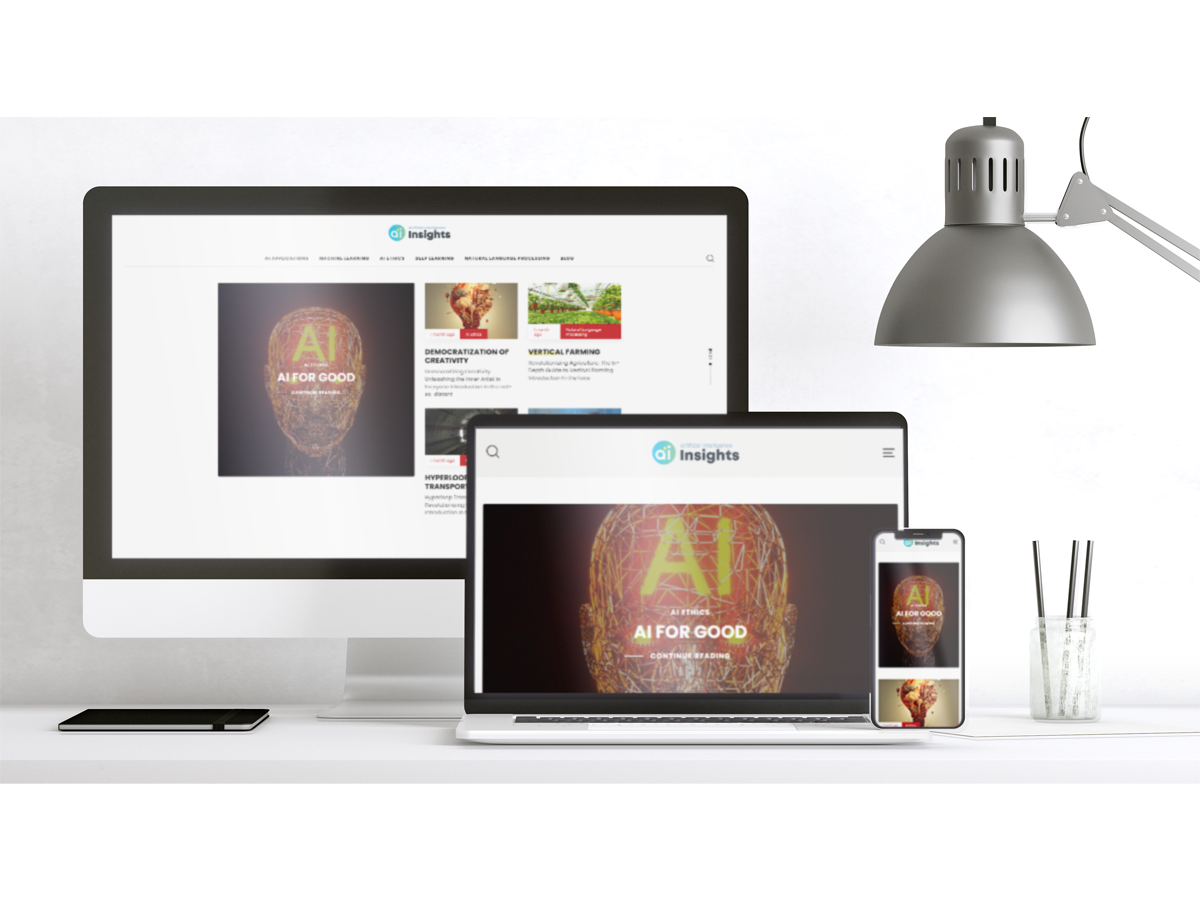 ai Insights
AI APPLICATIONS MACHINE LEARNING AI ETHICS DEEP LEARNING NATURAL LANGUAGE PROCESSING BLOG
AI
AI ETHICS
AI FOR GOOD
CONTINUE READING
1 month ago AI ethics
DEMOCRATIZATION OF
CREATIVITY
Democratizing Creativity:
Unleashing the Inner Artist in
Everyone Introduction In the not-
so-distant
Natural Language
Processing
VERTICAL FARMING
Revolutionizing Agriculture: The In-
Depth Guide to Vertical Farming
Introduction In the
HYPERLOOP
TRANSPORT
Hyperloop
Introduction
ai artificial intelligence
Insights
AI
AI ETHICS
AI FOR GOOD
CONTINUE READING
ai Insights
AI
AI FOR GOOD
CONTINUE READING